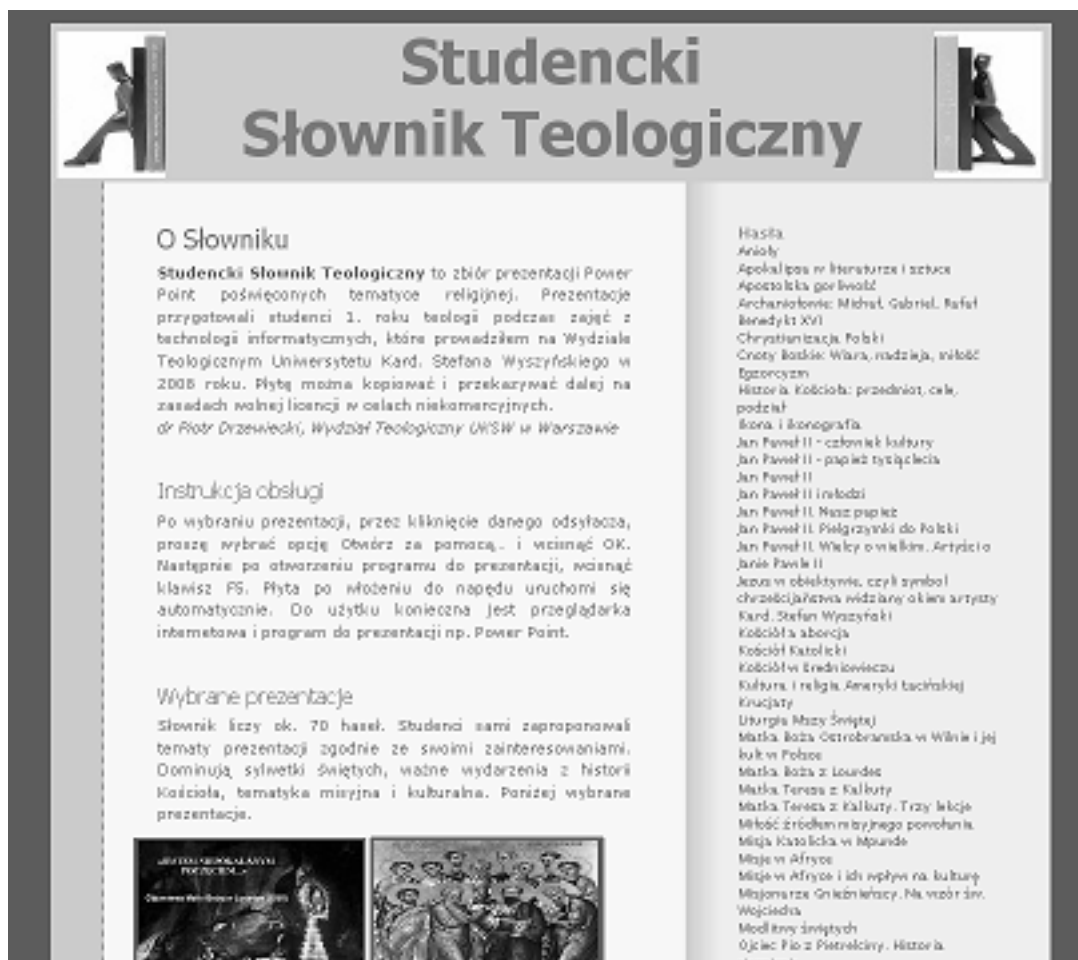 Studencki
Słownik Teologiczny
O Słowniku
Studencki Słownik Teologiczny to zbiór prezentacji Power
Point poświęconych tematyce religijnej. Prezentacje
przygotowali studenci 1. roku teologii podczas zajęć z
technologii informatycznych, które prowadziłem na Wydziale
Teologicznym Uniwersytetu Kard. Stefana Wyszyńskiego w
2008 roku. Płytę można kopiować i przekazywać dalej na
zasadach wolnej licencji w celach niekomercyjnych.
dr Piotr Drzewiecki, Wydział Teologiczny UKSW w Warszawie
Instrukcja obsługi
Po wybraniu prezentacji, przez kliknięcie danego odsyłacza,
proszę wybrać opcję Otwórz za pomocą.. i wcisnąć OK.
Następnie po otworzeniu programu do prezentacji, wcisnąć
klawisz F5. Płyta po włożeniu do napędu uruchomi się
automatycznie. Do użytku konieczna jest przeglądarka
internetowa i program do prezentacji np. Power Point.
Wybrane prezentacje
Słownik liczy ok. 70 haseł. Studenci sami zaproponowali
tematy prezentacji zgodnie ze swoimi zainteresowaniami.
Dominują sylwetki świętych, ważne wydarzenia z historii
Kościoła, tematyka misyjna i kulturalna. Poniżej wybrane
prezentacje.
Hasła
Anioły
Apokalipsa w literaturze i sztuce
Apostolska gorliwość
Archaniołowie: Michał, Gabriel, Rafał
Benedykt XVI
Chrystianizacja Polski
Cnoty Boskie: Wiara, nadzieja, miłość
Egzorcyzm
Historia Kościoła: przedmiot, cele,
podział
Ikona i ikonografia
Jan Paweł II - człowiek kultury
Jan Paweł II - papież tysiąclecia
Jan Paweł II
Jan Paweł II i młodzi
Jan Paweł II. Nasz papież
Jan Paweł II. Pielgrzymki do Polski
Jan Paweł II. Wielcy o wielkim. Artyści o
Janie Pawle II
Jezus w obiektywie, czyli symbol
chrześcijaństwa widziany okiem artysty
Kard. Stefan Wyszyński
Kościół a aborcja
Kościół Katolicki
Kościół w średniowieczu
Kultura i religia Ameryki Łacińskiej
Krucjaty
Liturgia Mszy Świętej
Matka Boża Ostrobramska w Wilnie i jej
kult w Polsce
Matka Boża z Lourdes
Matka Teresa z Kalkuty
Matka Teresa z Kalkuty. Trzy lekcje
Miłość źródłem misyjnego powołania
Misja Katolicka w Mpunde
Misje w Afryce
Misje w Afryce i ich wpływ na kulturę
Misjonarze Gnieźnieńscy. Na wzór św.
Wojciecha
Modlitwy świętych
Ojciec Pio z Pietrelciny. Historia